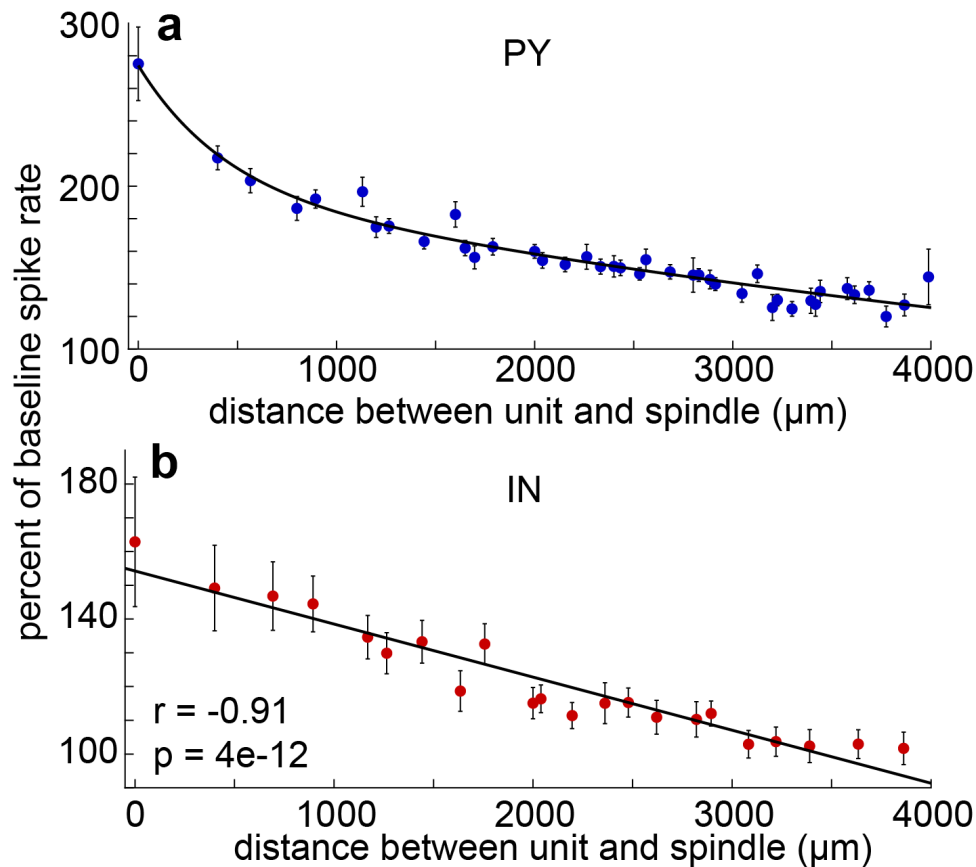 a
PY
300
200
100
0 1000 2000 3000 4000
distance between unit and spindle (µm)
percent of baseline spike rate
b
IN
180
140
100
r = -0.91
p = 4e-12
0 1000 2000 3000 4000
distance between unit and spindle (µm)